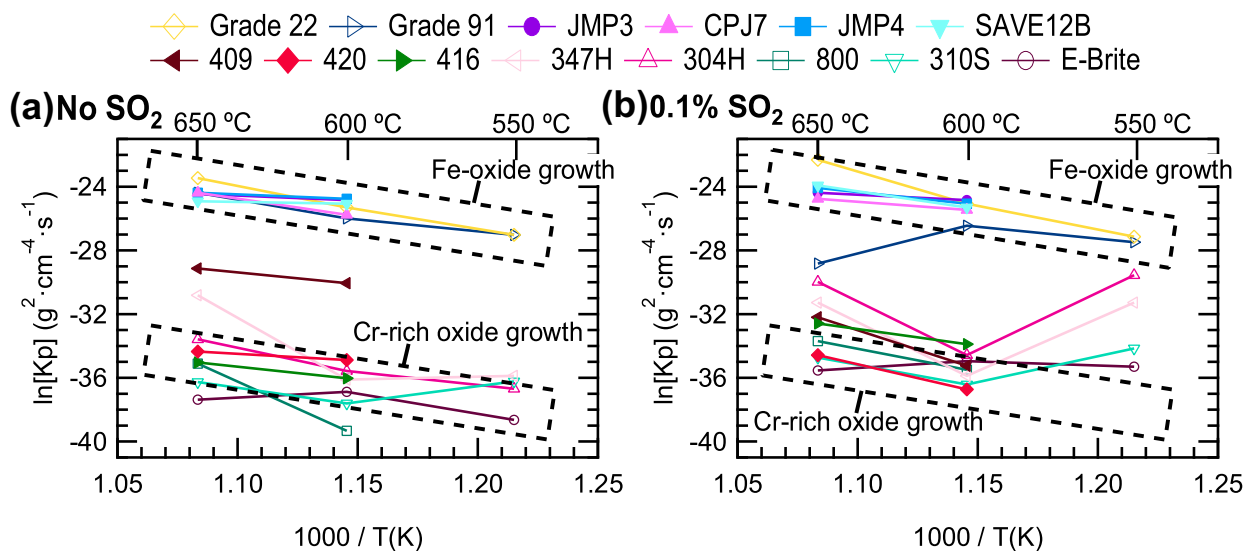 Grade 22 Grade 91 JMP3 CPJ7 JMP4 SAVE12B
409 420 416 347H 304H 800 310S E-Brite
(a) No SO₂
650 ºC 600 ºC 550 ºC
Fe-oxide growth
Cr-rich oxide growth
ln[Kp] (g²·cm⁻⁴·s⁻¹)
-24
-28
-32
-36
-40
1.05 1.10 1.15 1.20 1.25
1000 / T(K)
(b) 0.1% SO₂
650 ºC 600 ºC 550 ºC
Fe-oxide growth
Cr-rich oxide growth
ln[Kp] (g²·cm⁻⁴·s⁻¹)
-24
-28
-32
-36
-40
1.05 1.10 1.15 1.20 1.25
1000 / T(K)